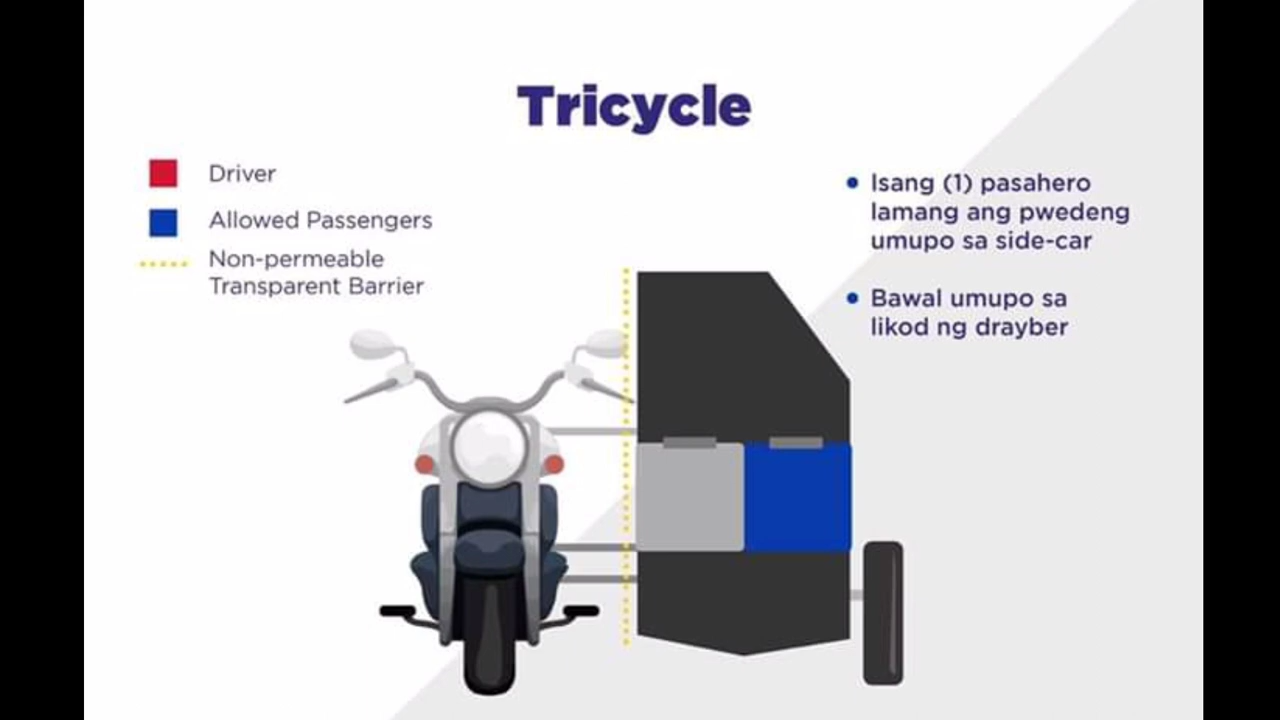 Tricycle
Driver
Allowed Passengers
Non-permeable
Transparent Barrier
Isang (1) pasahero
lamang ang pwedeng
umupo sa side-car
Bawal umupo sa
likod ng drayber